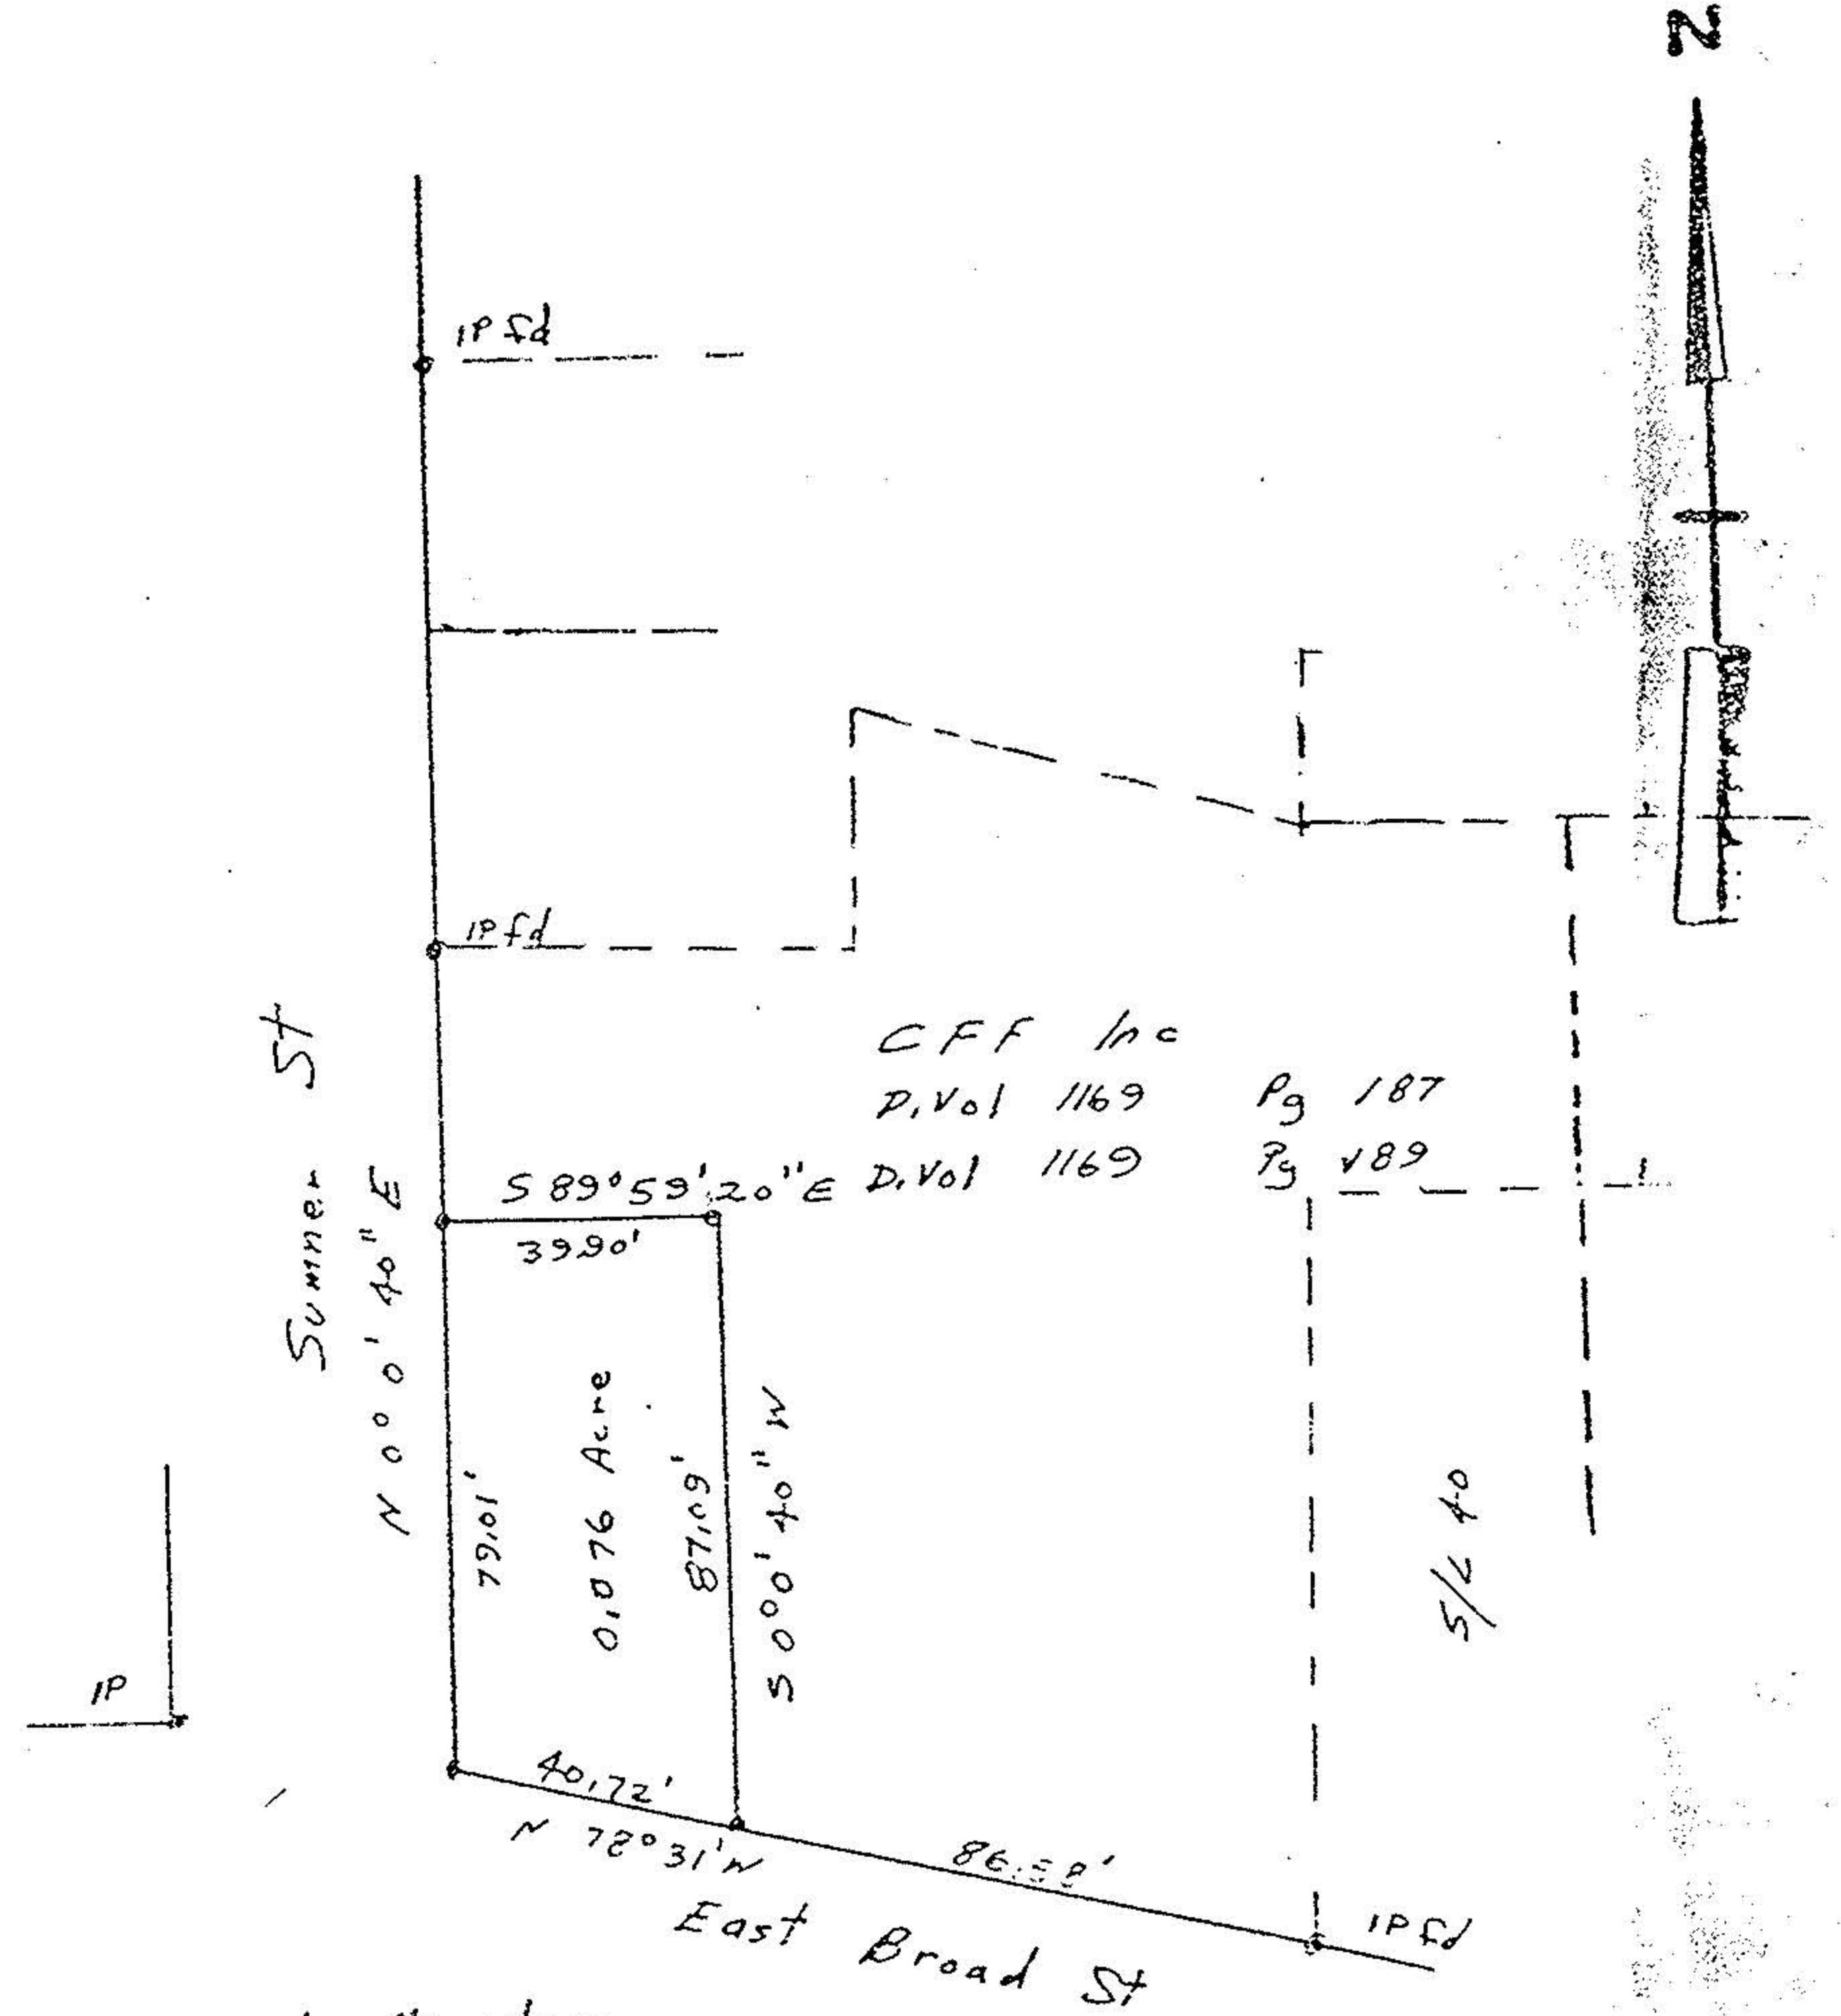 N
IP fd
IP fd
CFF Inc
D.Vol 1169 Pg 187
D.Vol 1169 Pg 189
S 89°59'20"E
39.90'
Sumner St
N 0°0'40"E
79.01'
0.076 Acre
87.09'
S 0°0'40"W
S/L 40
IP
40.72'
N 78°31'W
East Broad St
IP fd